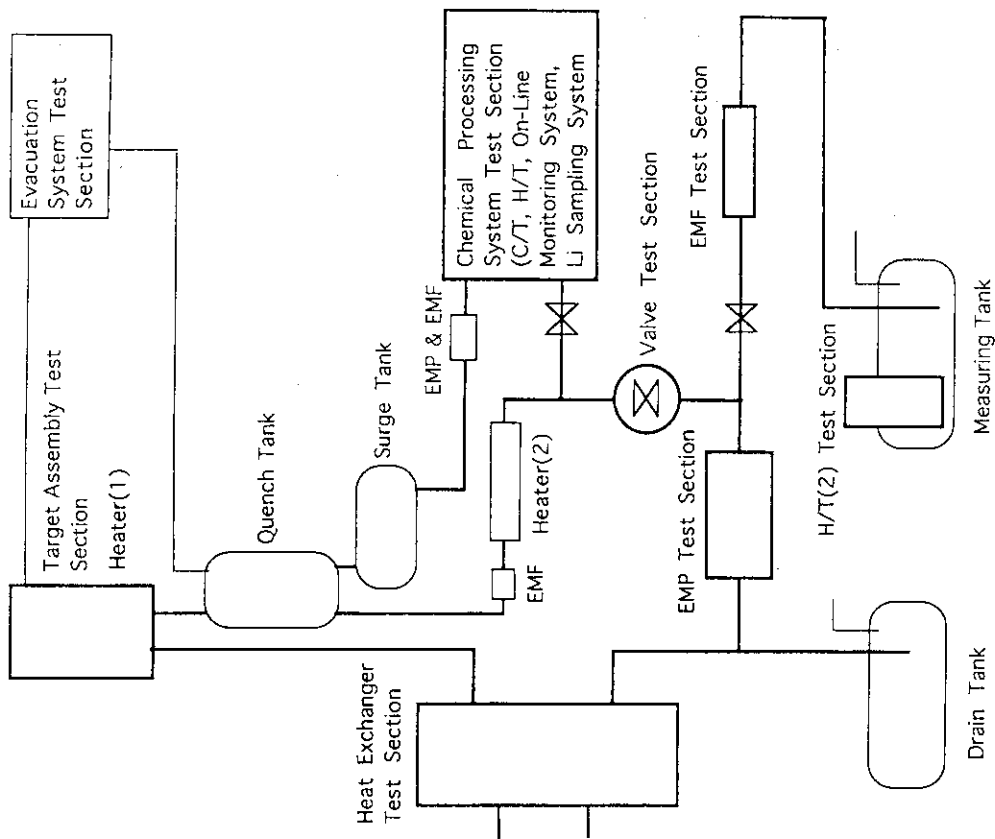 Evacuation
System Test
Section
Target Assembly Test
Section
Heater(1)
Quench Tank
Surge Tank
EMP & EMF
Chemical Processing
System Test Section
(C/T, H/T, On-Line
Monitoring System,
Li Sampling System
EMF
Heater(2)
Valve Test Section
Heat Exchanger
Test Section
EMP Test Section
EMF Test Section
H/T(2) Test Section
Drain Tank
Measuring Tank